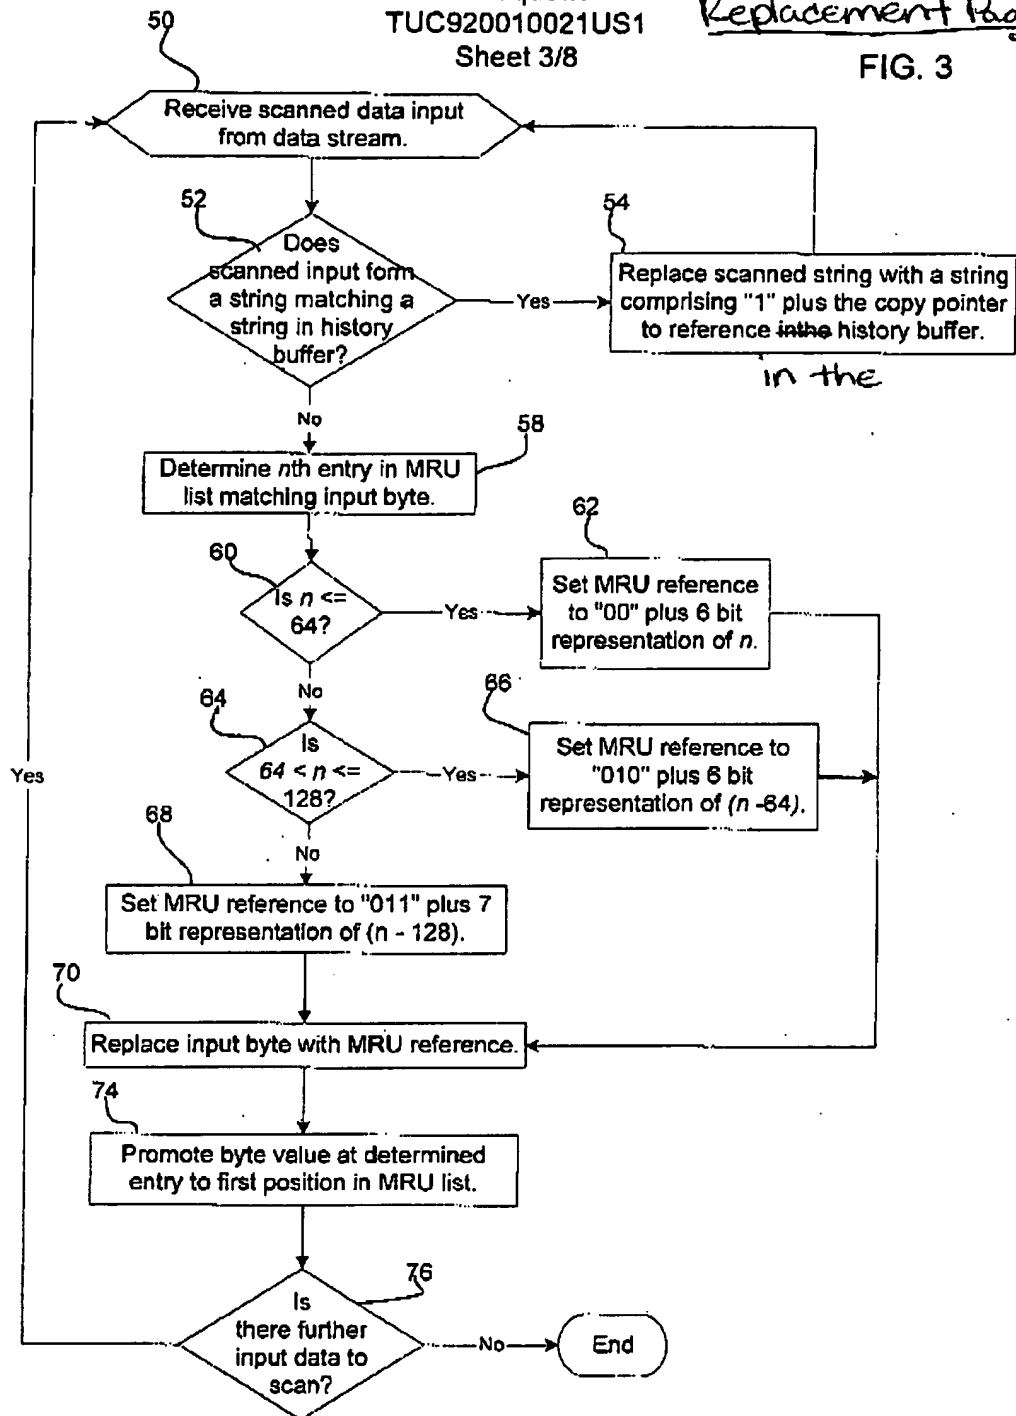 TUC920010021US1
Replacement
Sheet 3/8
FIG. 3
50
Receive scanned data input
from data stream.
52
Does
scanned input form
a string matching a
string in history
buffer?
Yes
54
Replace scanned string with a string
comprising "1" plus the copy pointer
to reference inthe history buffer.
in the
No
58
Determine nth entry in MRU
list matching input byte.
60
Is n <=
64?
Yes
62
Set MRU reference
to "00" plus 6 bit
representation of n.
No
64
Is
64 < n <=
128?
Yes
66
Set MRU reference to
"010" plus 6 bit
representation of (n -64).
Yes
No
68
Set MRU reference to "011" plus 7
bit representation of (n - 128).
70
Replace input byte with MRU reference.
74
Promote byte value at determined
entry to first position in MRU list.
76
Is
there further
input data to
scan?
No
End